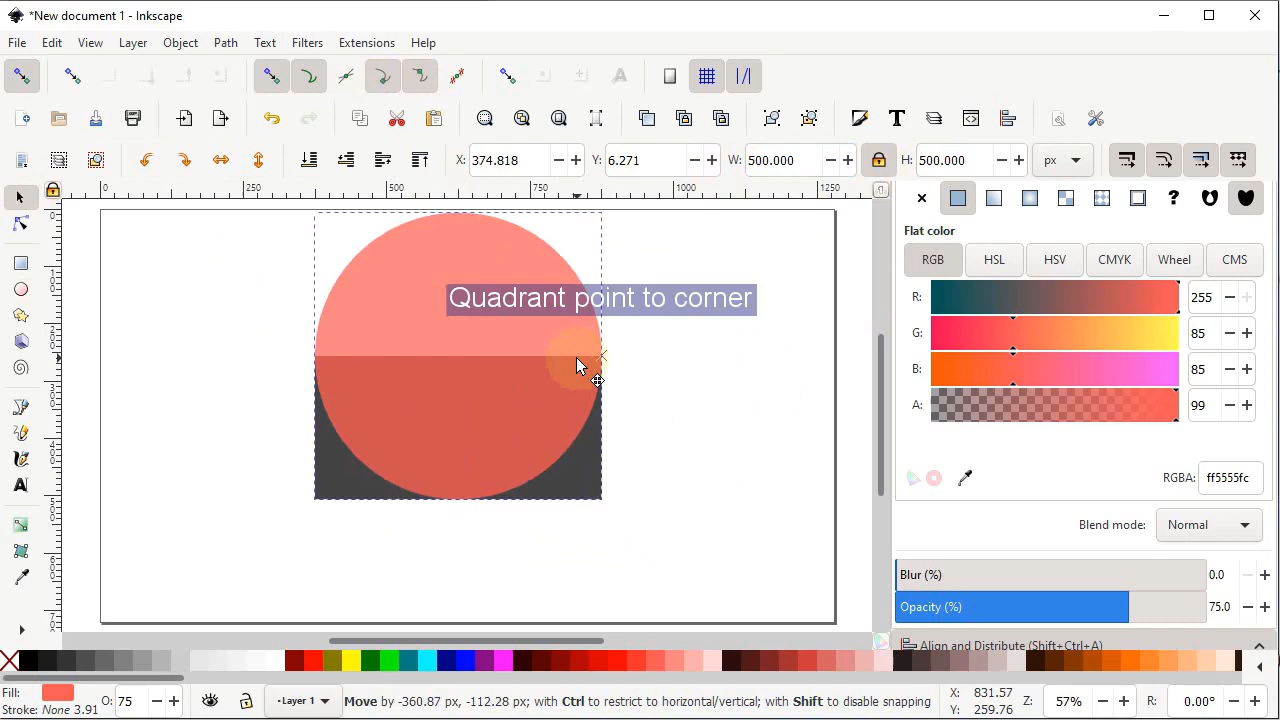 *New document 1 - Inkscape
File Edit View Layer Object Path Text Filters Extensions Help
X: 374.818 Y: 6.271 W: 500.000 H: 500.000 px
0 250 500 750 1000 1250
Flat color
RGB HSL HSV CMYK Wheel CMS
R: 255
G: 85
B: 85
A: 99
RGBA: ff5555fc
Blend mode: Normal
Blur (%) 0.0
Opacity (%) 75.0
Align and Distribute (Shift+Ctrl+A)
Quadrant point to corner
Fill:
Stroke: None 3.91
O: 75
Layer 1
Move by -360.87 px, -112.28 px; with Ctrl to restrict to horizontal/vertical; with Shift to disable snapping
X: 831.57
Y: 259.76
Z: 57%
R: 0.00°